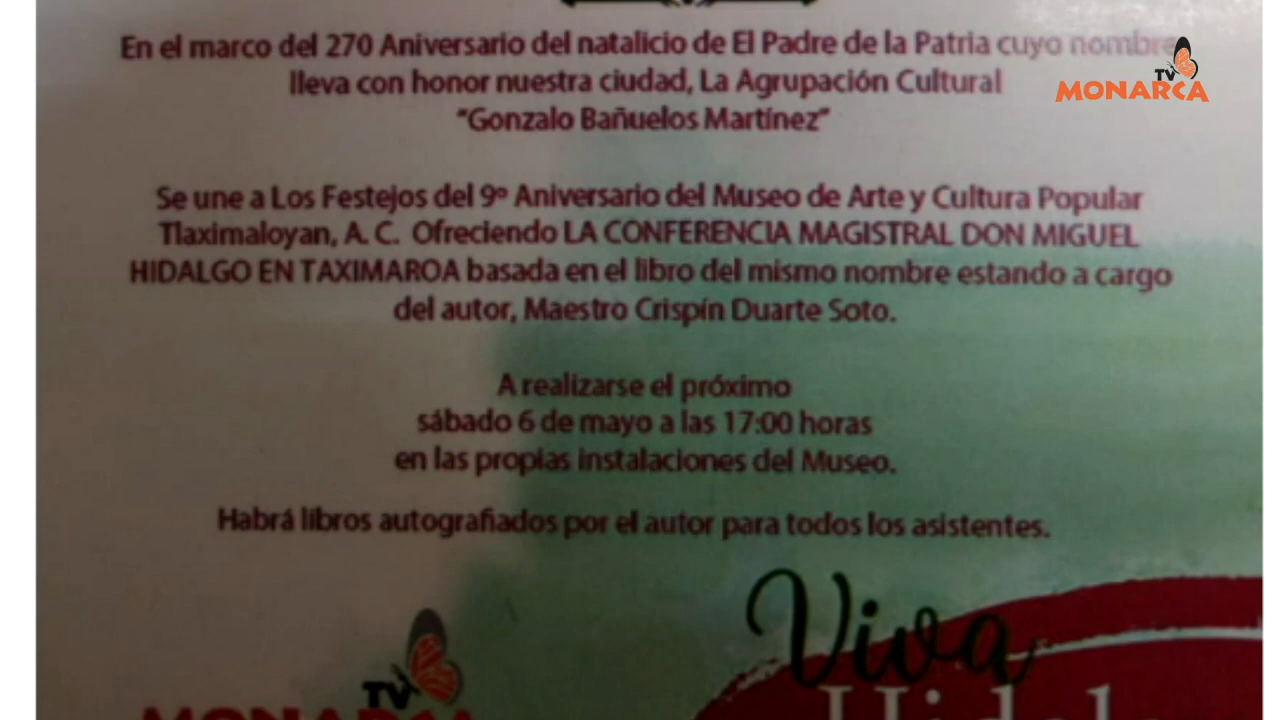 En el marco del 270 Aniversario del natalicio de El Padre de la Patria cuyo nombre
lleva con honor nuestra ciudad, La Agrupación Cultural
“Gonzalo Bañuelos Martínez”
TV
MONARCA
Se une a Los Festejos del 9º Aniversario del Museo de Arte y Cultura Popular
Tlaximaloyan, A. C. Ofreciendo LA CONFERENCIA MAGISTRAL DON MIGUEL
HIDALGO EN TAXIMAROA basada en el libro del mismo nombre estando a cargo
del autor, Maestro Crispín Duarte Soto.
A realizarse el próximo
sábado 6 de mayo a las 17:00 horas
en las propias instalaciones del Museo.
Habrá libros autografiados por el autor para todos los asistentes.
Viva
TV
MONARCA